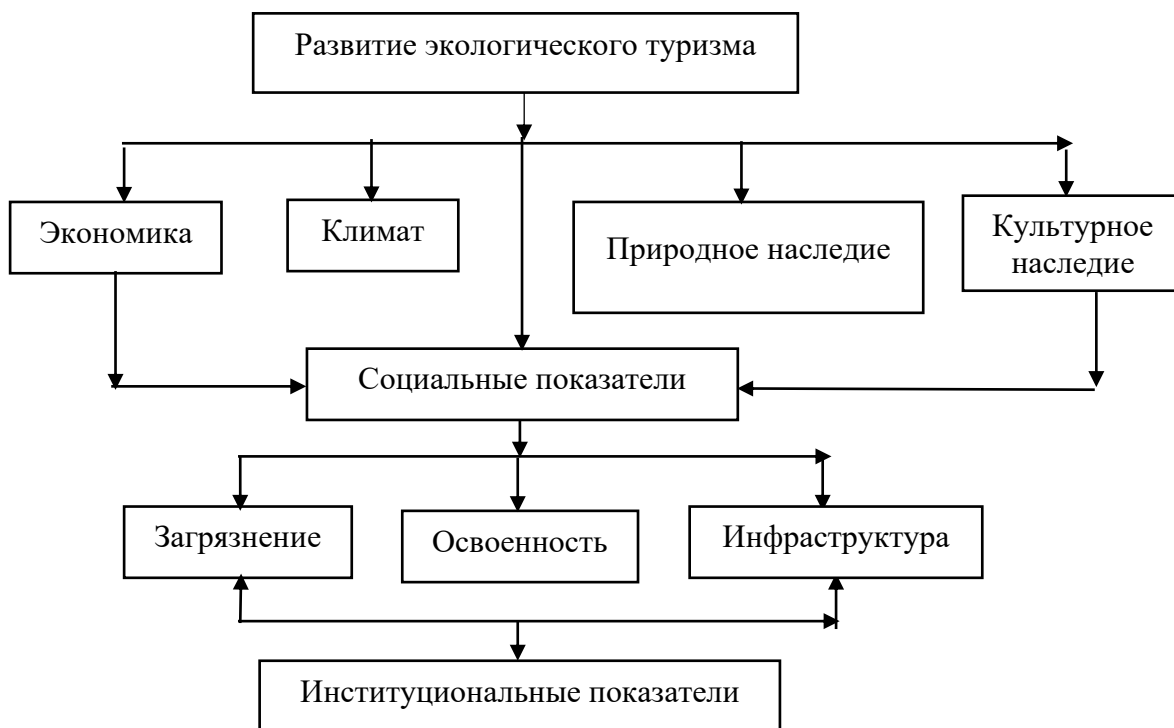 Развитие экологического туризма
Экономика
Климат
Природное наследие
Культурное
наследие
Социальные показатели
Загрязнение
Освоенность
Инфраструктура
Институциональные показатели